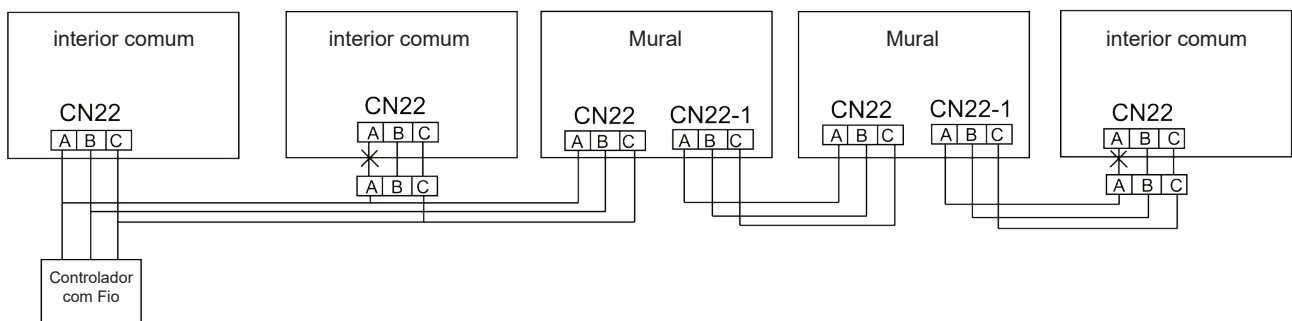 interior comum
interior comum
Mural
Mural
interior comum
CN22
CN22
CN22
CN22-1
CN22
CN22-1
CN22
A B C
A B C
A B C
A B C
A B C
A B C
A B C
A B C
A B C
Controlador
com Fio